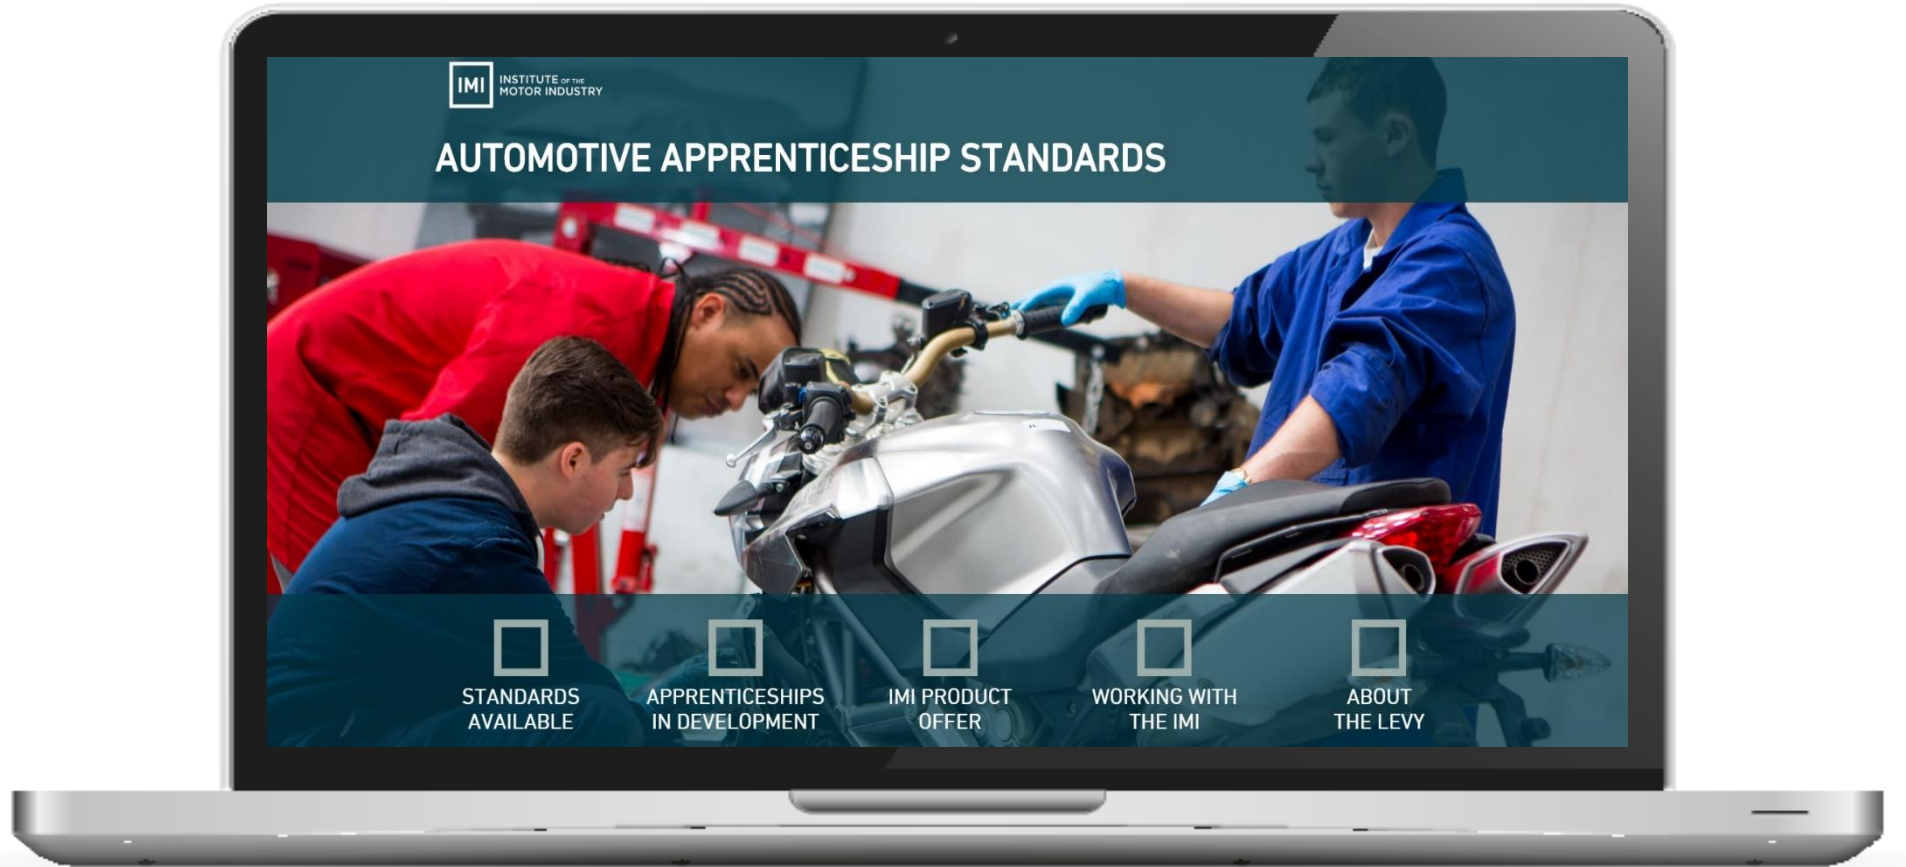 IMI
INSTITUTE OF THE
MOTOR INDUSTRY
AUTOMOTIVE APPRENTICESHIP STANDARDS
STANDARDS
AVAILABLE
APPRENTICESHIPS
IN DEVELOPMENT
IMI PRODUCT
OFFER
WORKING WITH
THE IMI
ABOUT
THE LEVY